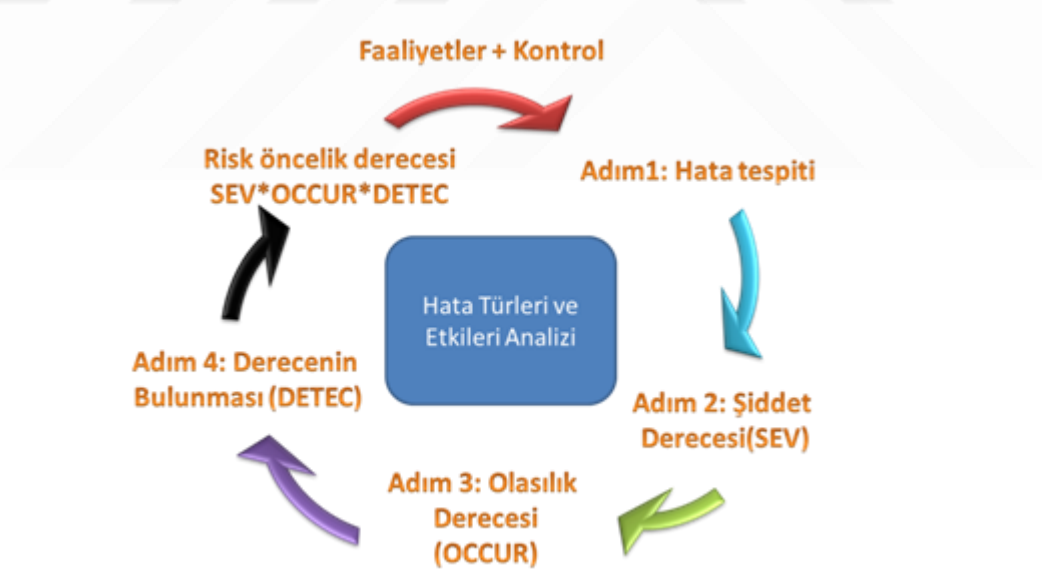 Faaliyetler + Kontrol
Risk öncelik derecesi
SEV*OCCUR*DETEC
Adım1: Hata tespiti
Hata Türleri ve
Etkileri Analizi
Adım 4: Derecenin
Bulunması (DETEC)
Adım 2: Şiddet
Derecesi(SEV)
Adım 3: Olasılık
Derecesi
(OCCUR)